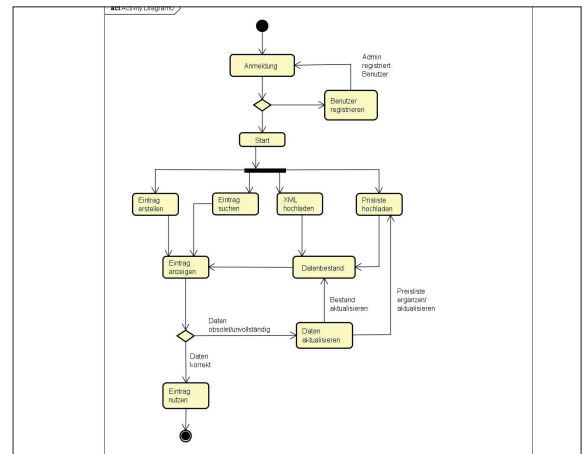 act Activity Diagram0
Anmeldung
Admin
registriert
Benutzer
Benutzer
registrieren
Start
Eintrag
erstellen
Eintrag
suchen
XML
hochladen
Prisliste
hochladen
Eintrag
anzeigen
Datenbestand
Bestand
aktualisieren
Preisliste
ergänzen/
aktualisieren
Daten
obsolet/unvollständig
Daten
aktualisieren
Daten
korrekt
Eintrag
nutzen